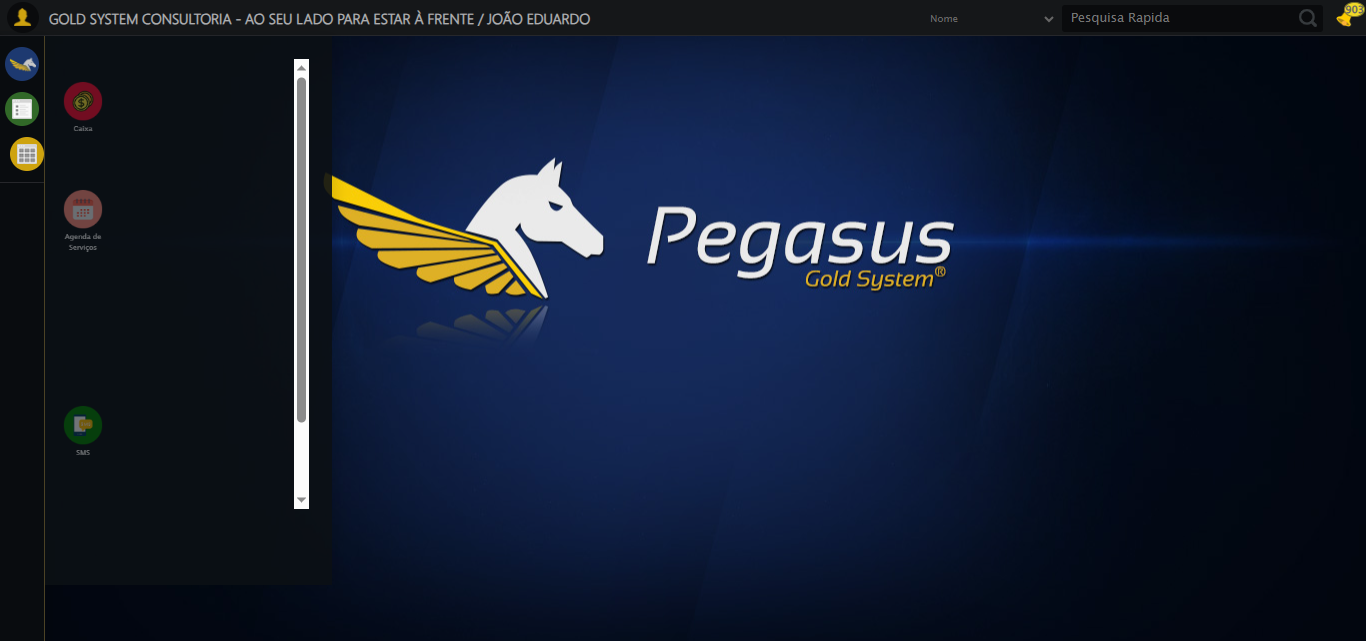 GOLD SYSTEM CONSULTORIA - AO SEU LADO PARA ESTAR À FRENTE / JOÃO EDUARDO
Nome
Pesquisa Rapida
903
Caixa
Agenda de
Serviços
SMS
Pegasus
Gold System®